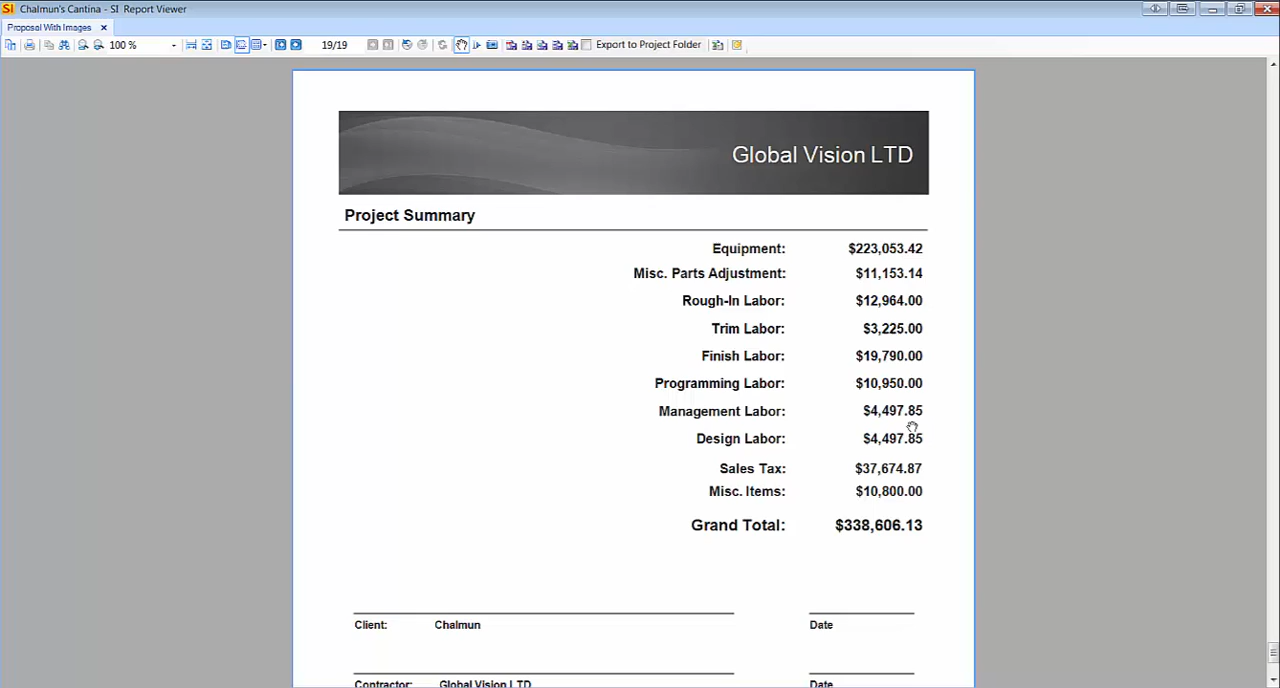 SI Chalmun's Cantina - SI Report Viewer
Proposal With Images
100 % 19/19 Export to Project Folder
Global Vision LTD
Project Summary
Equipment: $223,053.42
Misc. Parts Adjustment: $11,153.14
Rough-In Labor: $12,964.00
Trim Labor: $3,225.00
Finish Labor: $19,790.00
Programming Labor: $10,950.00
Management Labor: $4,497.85
Design Labor: $4,497.85
Sales Tax: $37,674.87
Misc. Items: $10,800.00
Grand Total: $338,606.13
Client: Chalmun Date
Contractor: Global Vision LTD Date